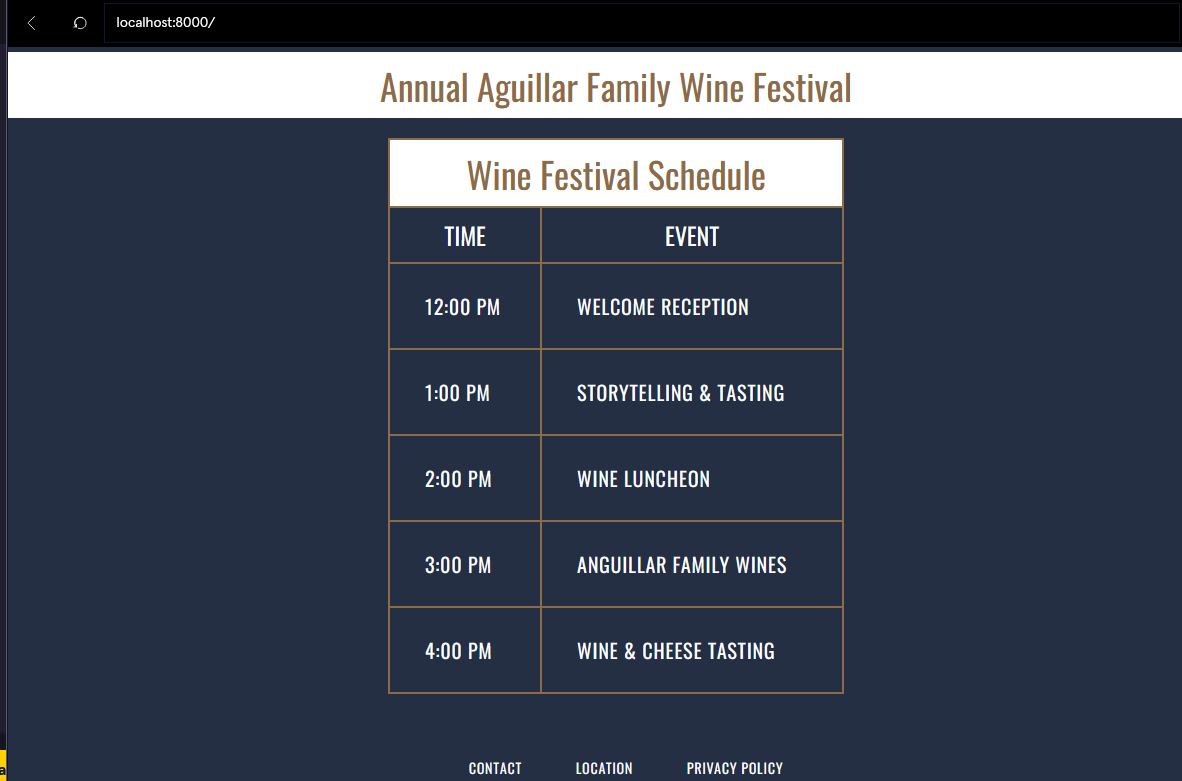 localhost:8000/
Annual Aguillar Family Wine Festival
Wine Festival Schedule
TIME EVENT
12:00 PM WELCOME RECEPTION
1:00 PM STORYTELLING & TASTING
2:00 PM WINE LUNCHEON
3:00 PM ANGUILLAR FAMILY WINES
4:00 PM WINE & CHEESE TASTING
CONTACT LOCATION PRIVACY POLICY